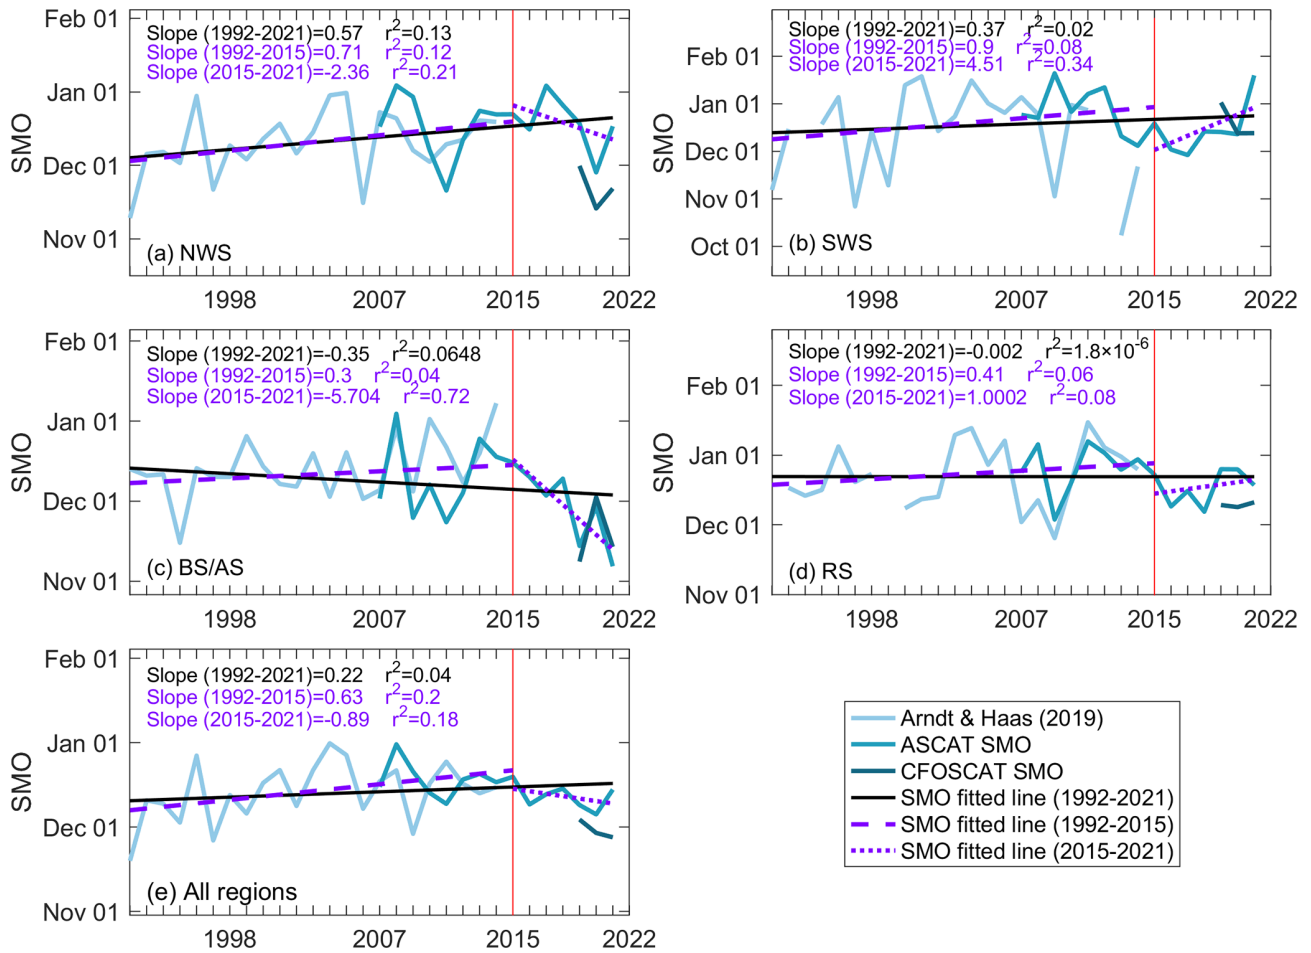 Feb 01
Jan 01
Dec 01
Nov 01
SMO
Slope (1992-2021)=0.57 r2=0.13
Slope (1992-2015)=0.71 r2=0.12
Slope (2015-2021)=-2.36 r2=0.21
(a) NWS
1998 2007 2015 2022
Feb 01
Jan 01
Dec 01
Nov 01
Oct 01
SMO
Slope (1992-2021)=0.37 r2=0.02
Slope (1992-2015)=0.9 r2=0.08
Slope (2015-2021)=4.51 r2=0.34
(b) SWS
1998 2007 2015 2022
Feb 01
Jan 01
Dec 01
Nov 01
SMO
Slope (1992-2021)=-0.35 r2=0.0648
Slope (1992-2015)=0.3 r2=0.04
Slope (2015-2021)=-5.704 r2=0.72
(c) BS/AS
1998 2007 2015 2022
Feb 01
Jan 01
Dec 01
Nov 01
SMO
Slope (1992-2021)=-0.002 r2=1.8×10-6
Slope (1992-2015)=0.41 r2=0.06
Slope (2015-2021)=1.0002 r2=0.08
(d) RS
1998 2007 2015 2022
Feb 01
Jan 01
Dec 01
Nov 01
SMO
Slope (1992-2021)=0.22 r2=0.04
Slope (1992-2015)=0.63 r2=0.2
Slope (2015-2021)=-0.89 r2=0.18
(e) All regions
1998 2007 2015 2022
Arndt & Haas (2019)
ASCAT SMO
CFOSCAT SMO
SMO fitted line (1992-2021)
SMO fitted line (1992-2015)
SMO fitted line (2015-2021)